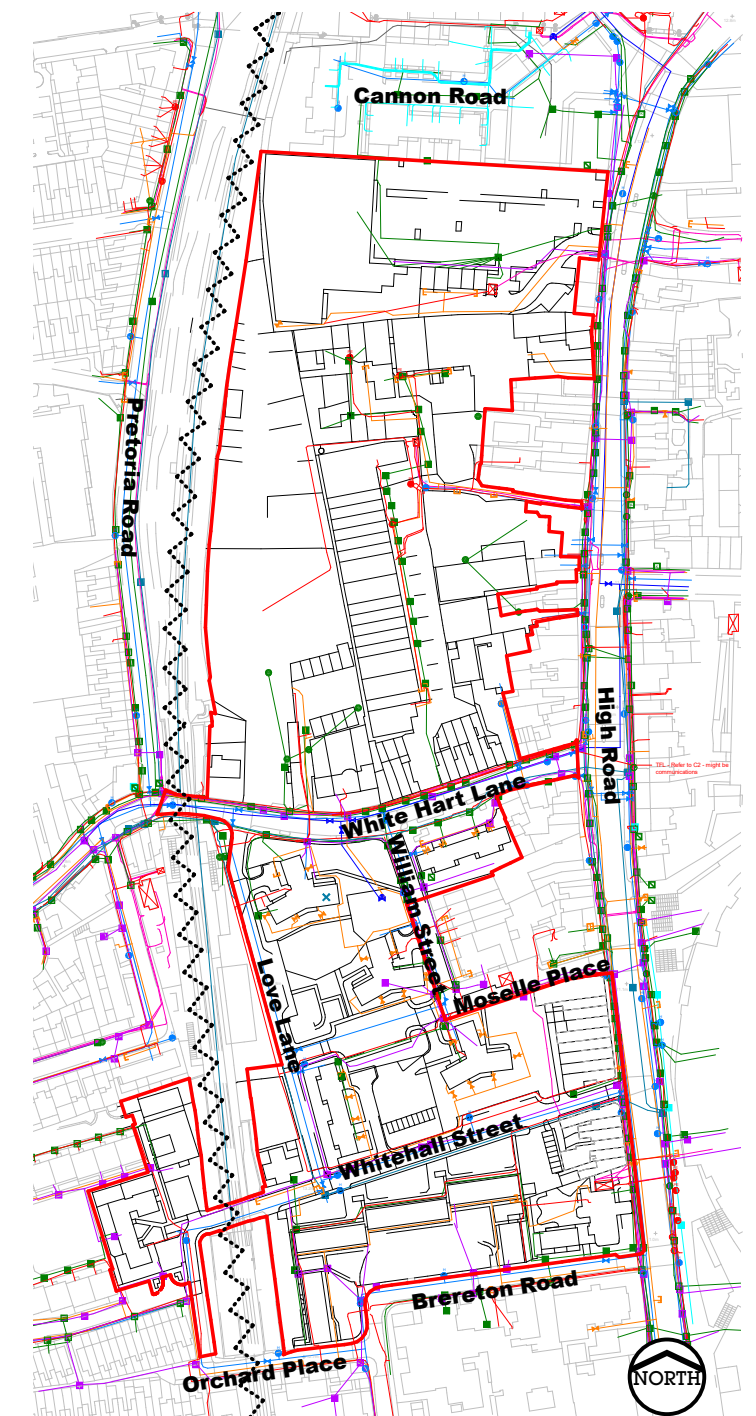 Cannon Road
Pretoria Road
High Road
TFL - Refer to C2 - might be
communications
White Hart Lane
William Street
Love Lane
Moselle Place
Whitehall Street
Brereton Road
Orchard Place
NORTH